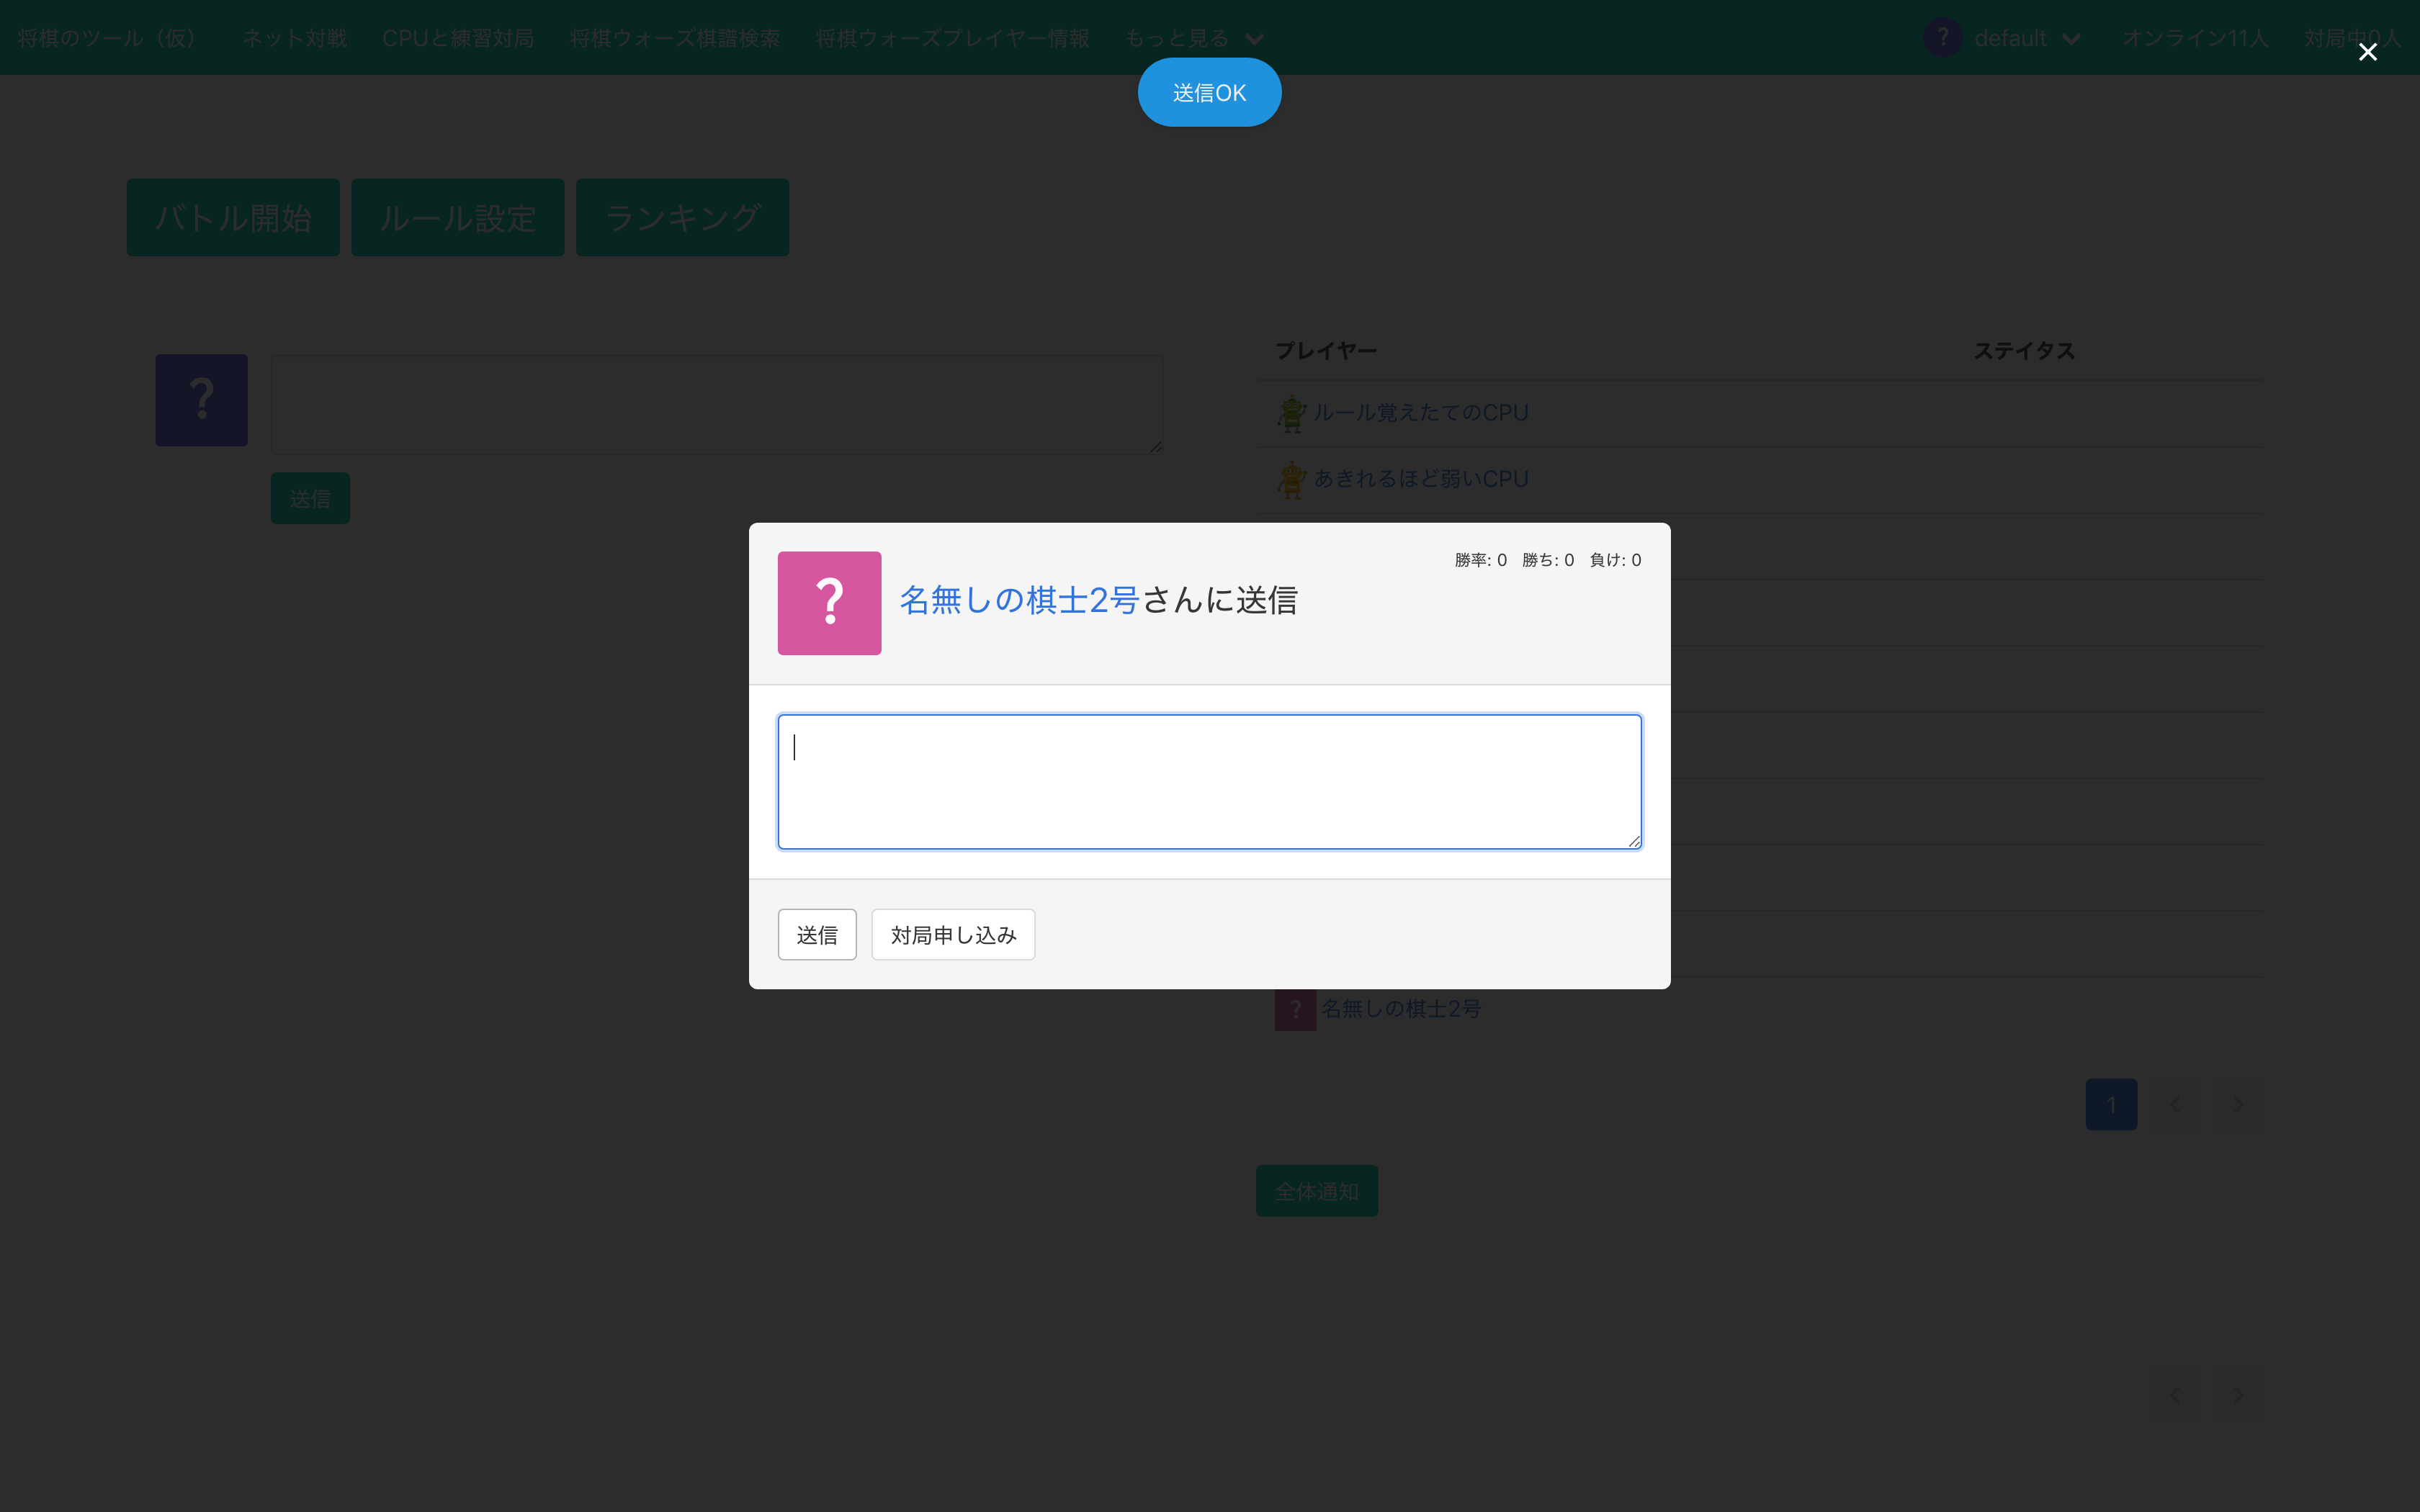 将棋のツール（仮） ネット対戦 CPUと練習対局 将棋ウォーズ棋譜検索 将棋ウォーズプレイヤー情報 もっと見る ? default オンライン11人 対局中0人
送信OK
バトル開始 ルール設定 ランキング
プレイヤー ステイタス
?
ルール覚えたてのCPU
あきれるほど弱いCPU
送信
勝率: 0 勝ち: 0 負け: 0
? 名無しの棋士2号さんに送信
送信 対局申し込み
? 名無しの棋士2号
1
全体通知